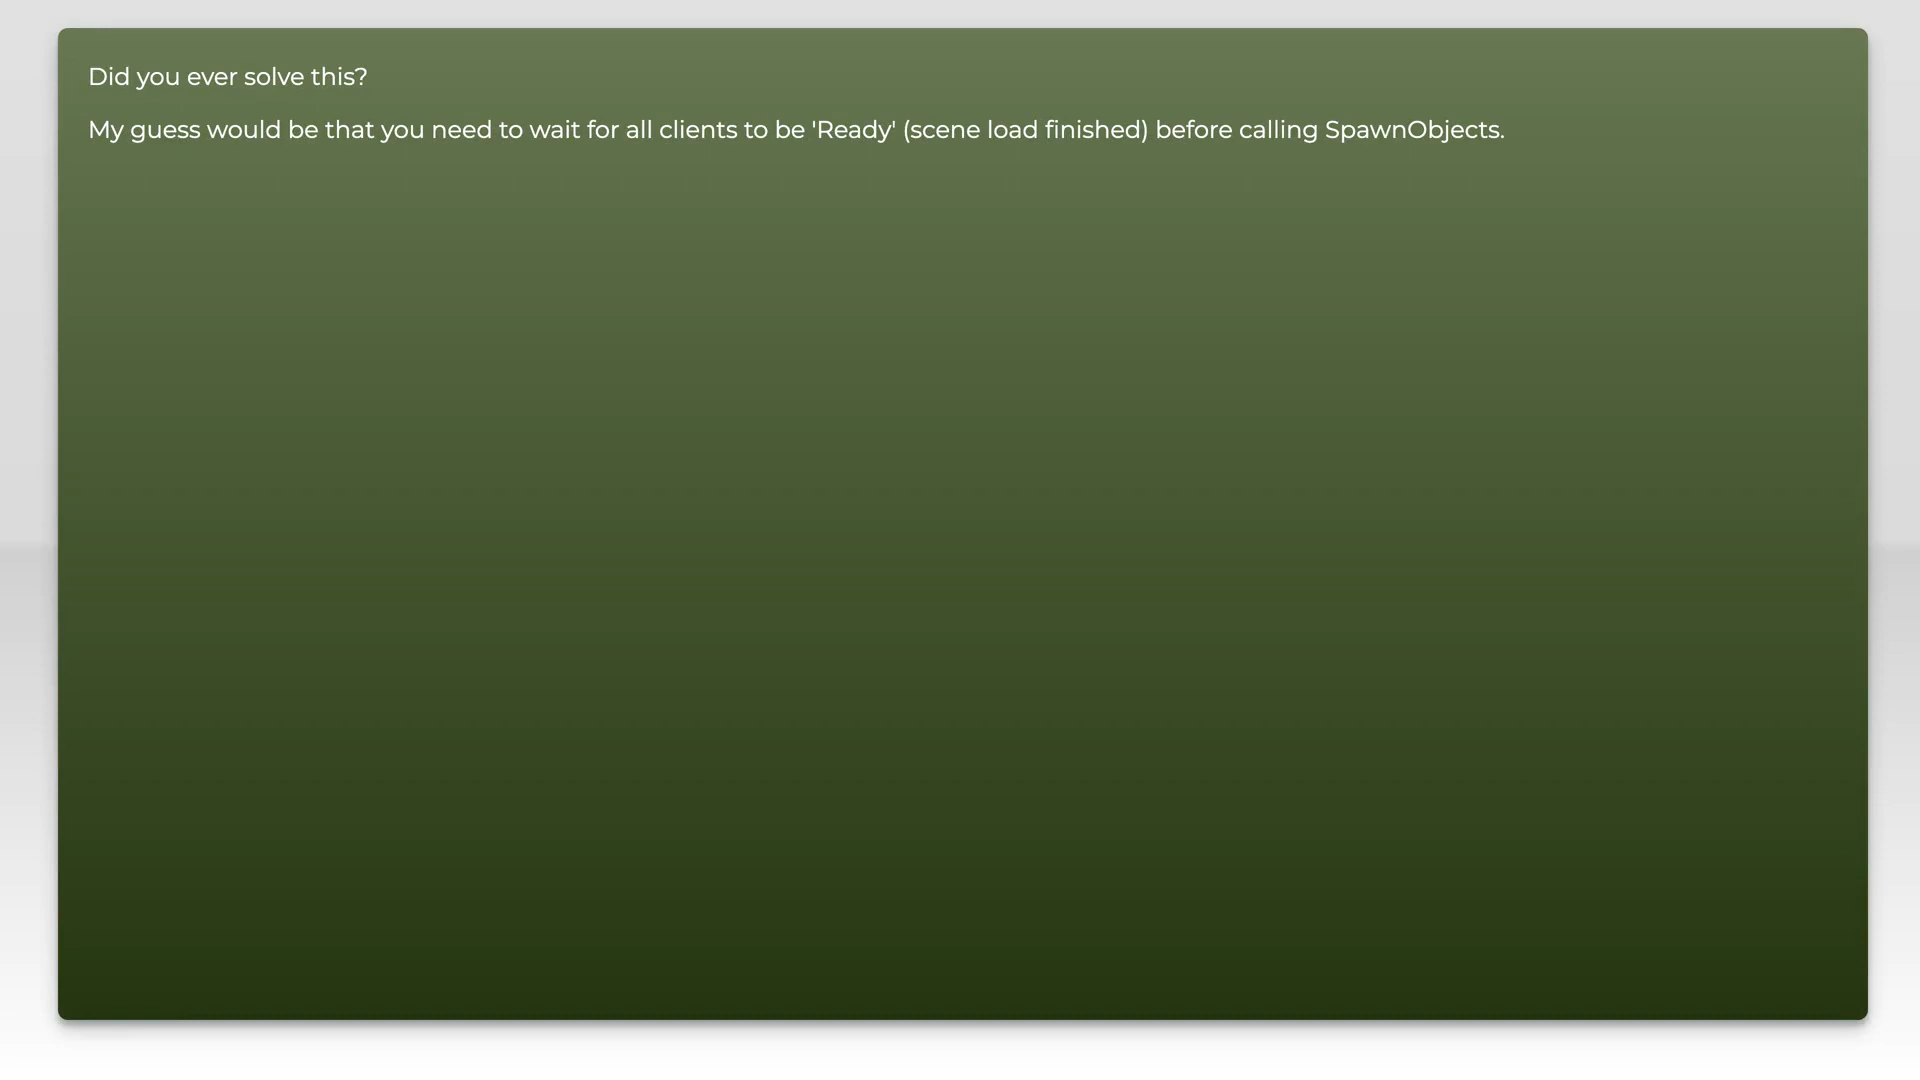 Did you ever solve this?
My guess would be that you need to wait for all clients to be 'Ready' (scene load finished) before calling SpawnObjects.